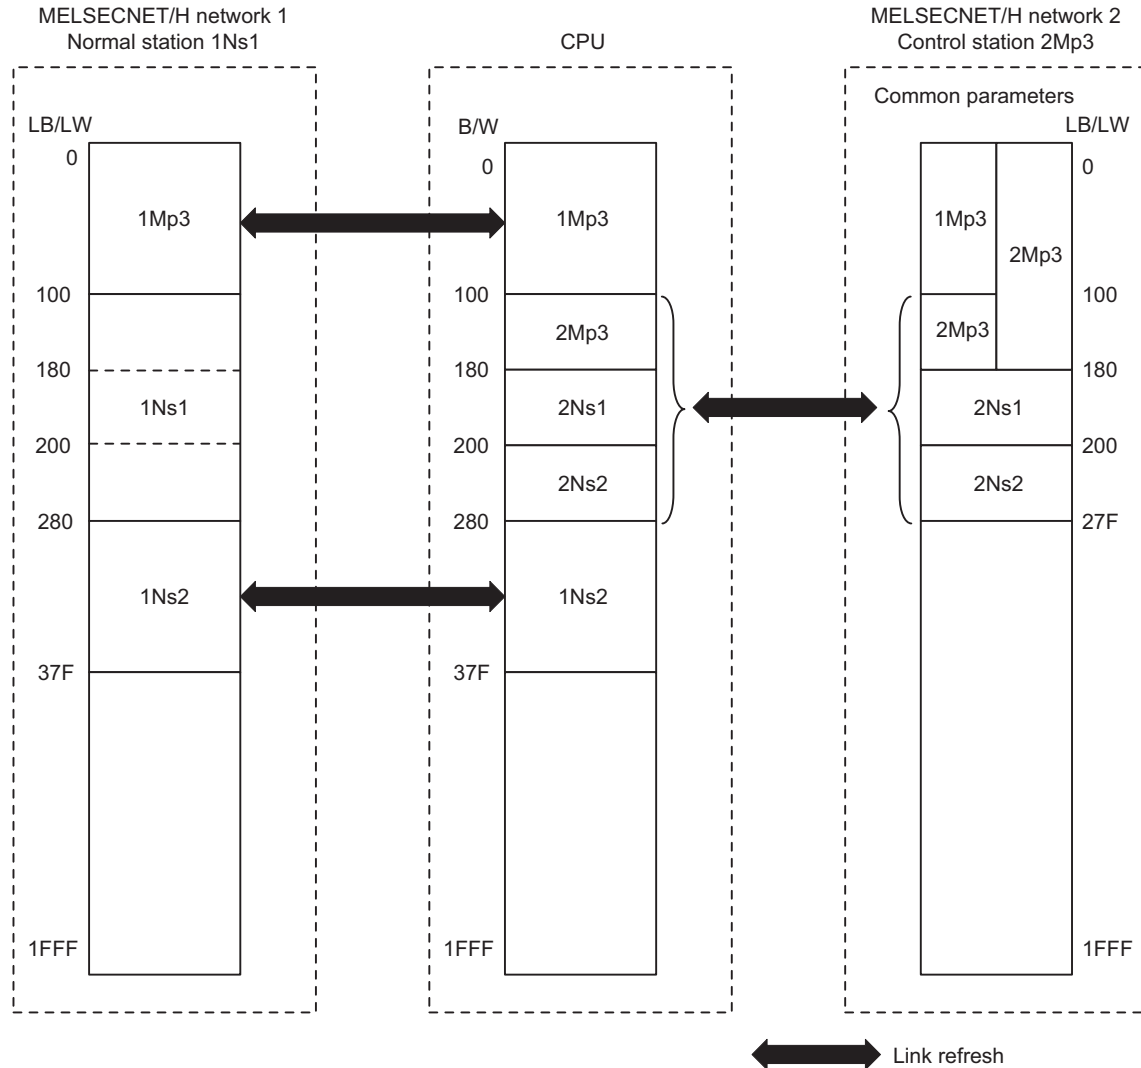 MELSECNET/H network 1
Normal station 1Ns1
LB/LW
0
1Mp3
100
180
1Ns1
200
280
1Ns2
37F
1FFF
CPU
B/W
0
1Mp3
100
2Mp3
180
2Ns1
200
2Ns2
280
1Ns2
37F
1FFF
MELSECNET/H network 2
Control station 2Mp3
Common parameters
LB/LW
0
1Mp3
2Mp3
100
2Mp3
180
2Ns1
200
2Ns2
27F
1FFF
Link refresh